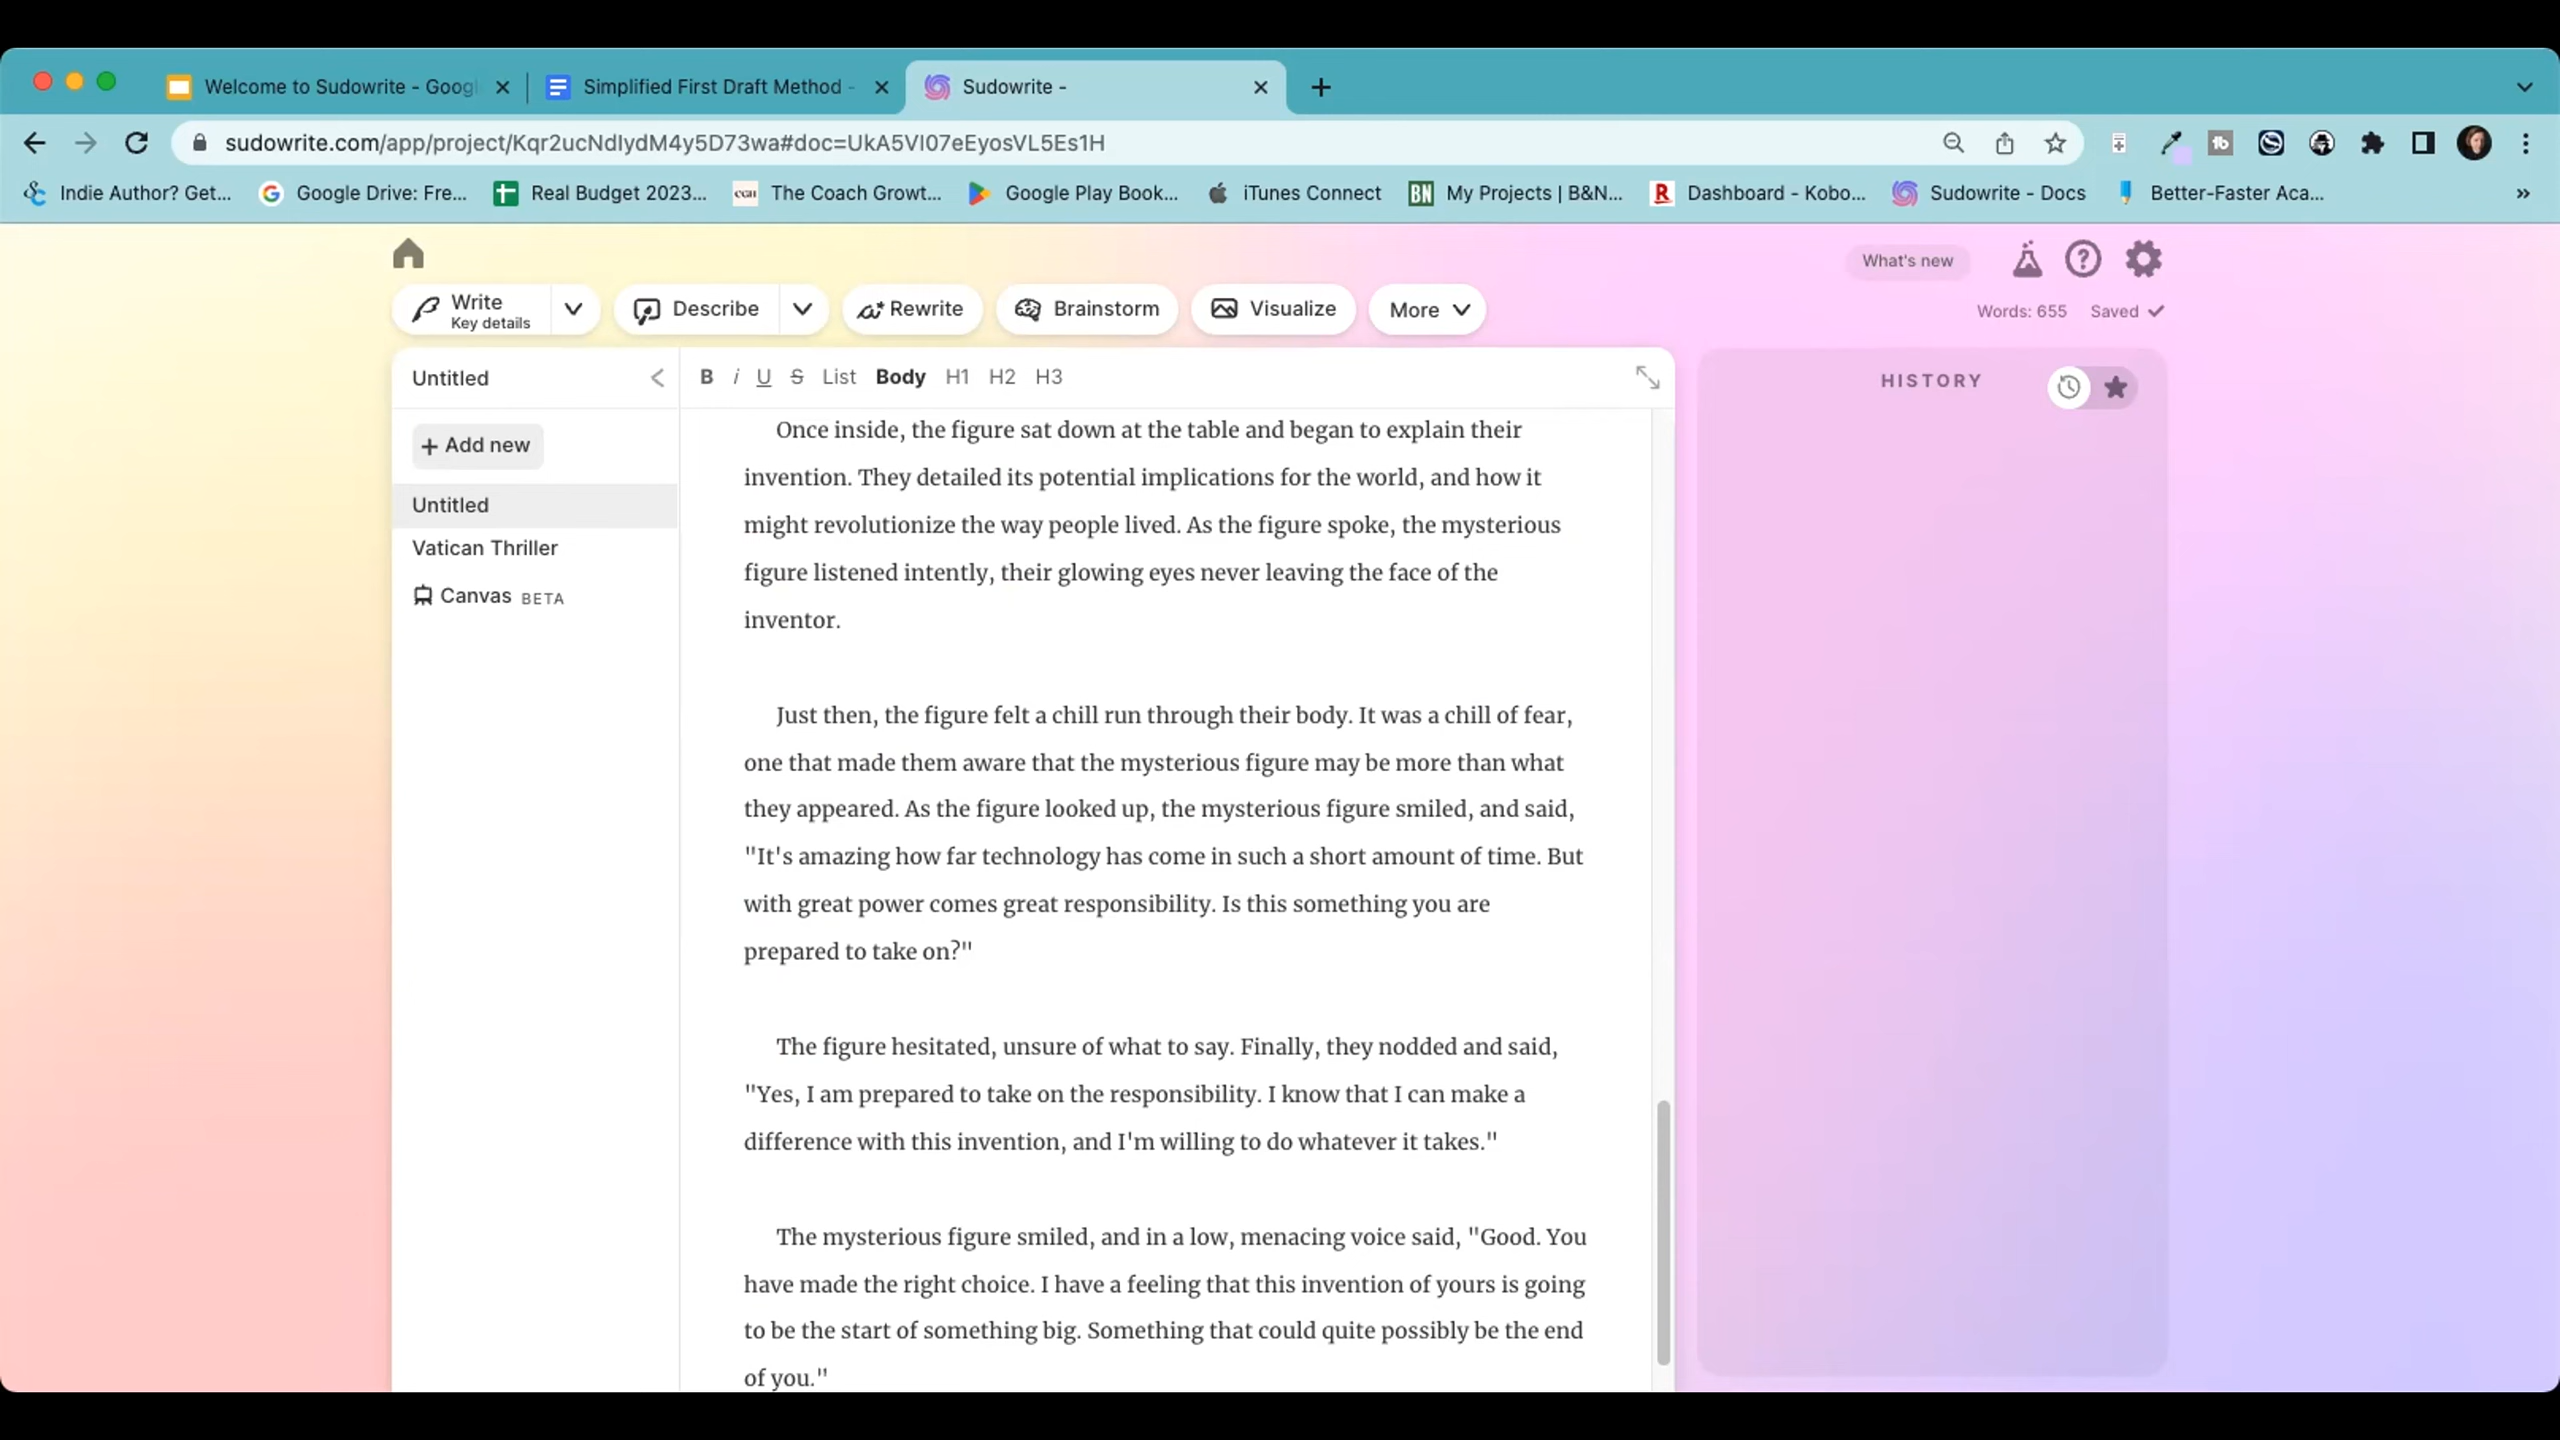 Welcome to Sudowrite - Goog
Simplified First Draft Method -
Sudowrite -
sudowrite.com/app/project/Kqr2ucNdIydM4y5D73wa#doc=UkA5Vl07eEyosVL5Es1H
Indie Author? Get...
Google Drive: Fre...
Real Budget 2023...
The Coach Growt...
Google Play Book...
iTunes Connect
BN My Projects | B&N...
R Dashboard - Kobo...
Sudowrite - Docs
Better-Faster Aca...
»
What's new
Write
Key details
Describe
Rewrite
Brainstorm
Visualize
More
Words: 655 Saved
Untitled
B i U S List Body H1 H2 H3
HISTORY
+ Add new
Untitled
Vatican Thriller
Canvas BETA
Once inside, the figure sat down at the table and began to explain their
invention. They detailed its potential implications for the world, and how it
might revolutionize the way people lived. As the figure spoke, the mysterious
figure listened intently, their glowing eyes never leaving the face of the
inventor.
Just then, the figure felt a chill run through their body. It was a chill of fear,
one that made them aware that the mysterious figure may be more than what
they appeared. As the figure looked up, the mysterious figure smiled, and said,
"It's amazing how far technology has come in such a short amount of time. But
with great power comes great responsibility. Is this something you are
prepared to take on?"
The figure hesitated, unsure of what to say. Finally, they nodded and said,
"Yes, I am prepared to take on the responsibility. I know that I can make a
difference with this invention, and I'm willing to do whatever it takes."
The mysterious figure smiled, and in a low, menacing voice said, "Good. You
have made the right choice. I have a feeling that this invention of yours is going
to be the start of something big. Something that could quite possibly be the end
of you."